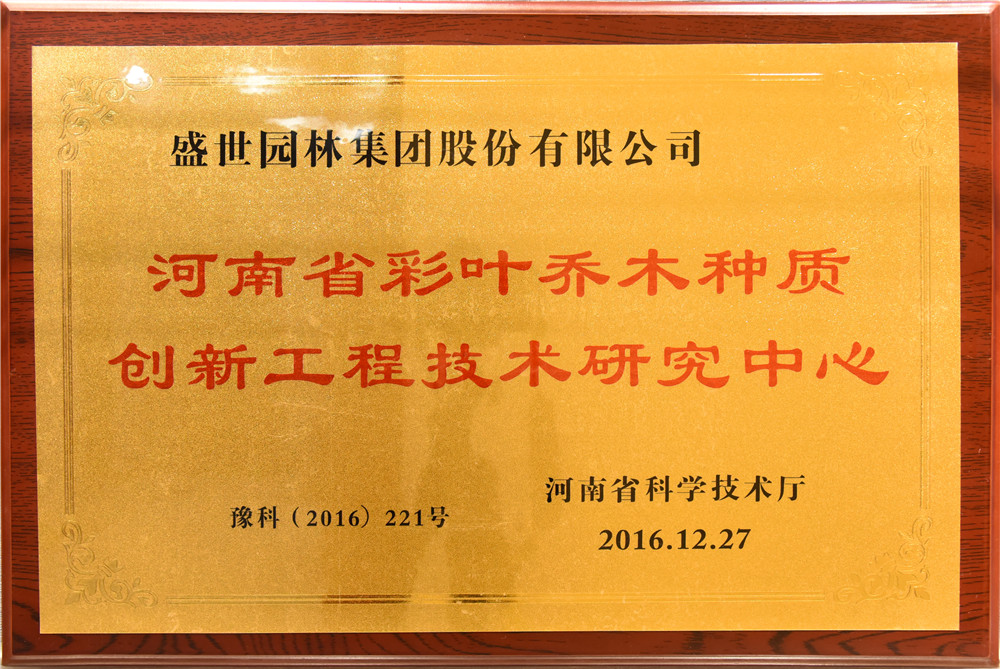 盛世园林集团股份有限公司
河南省彩叶乔木种质
创新工程技术研究中心
河南省科学技术厅
豫科（2016）221号
2016.12.27